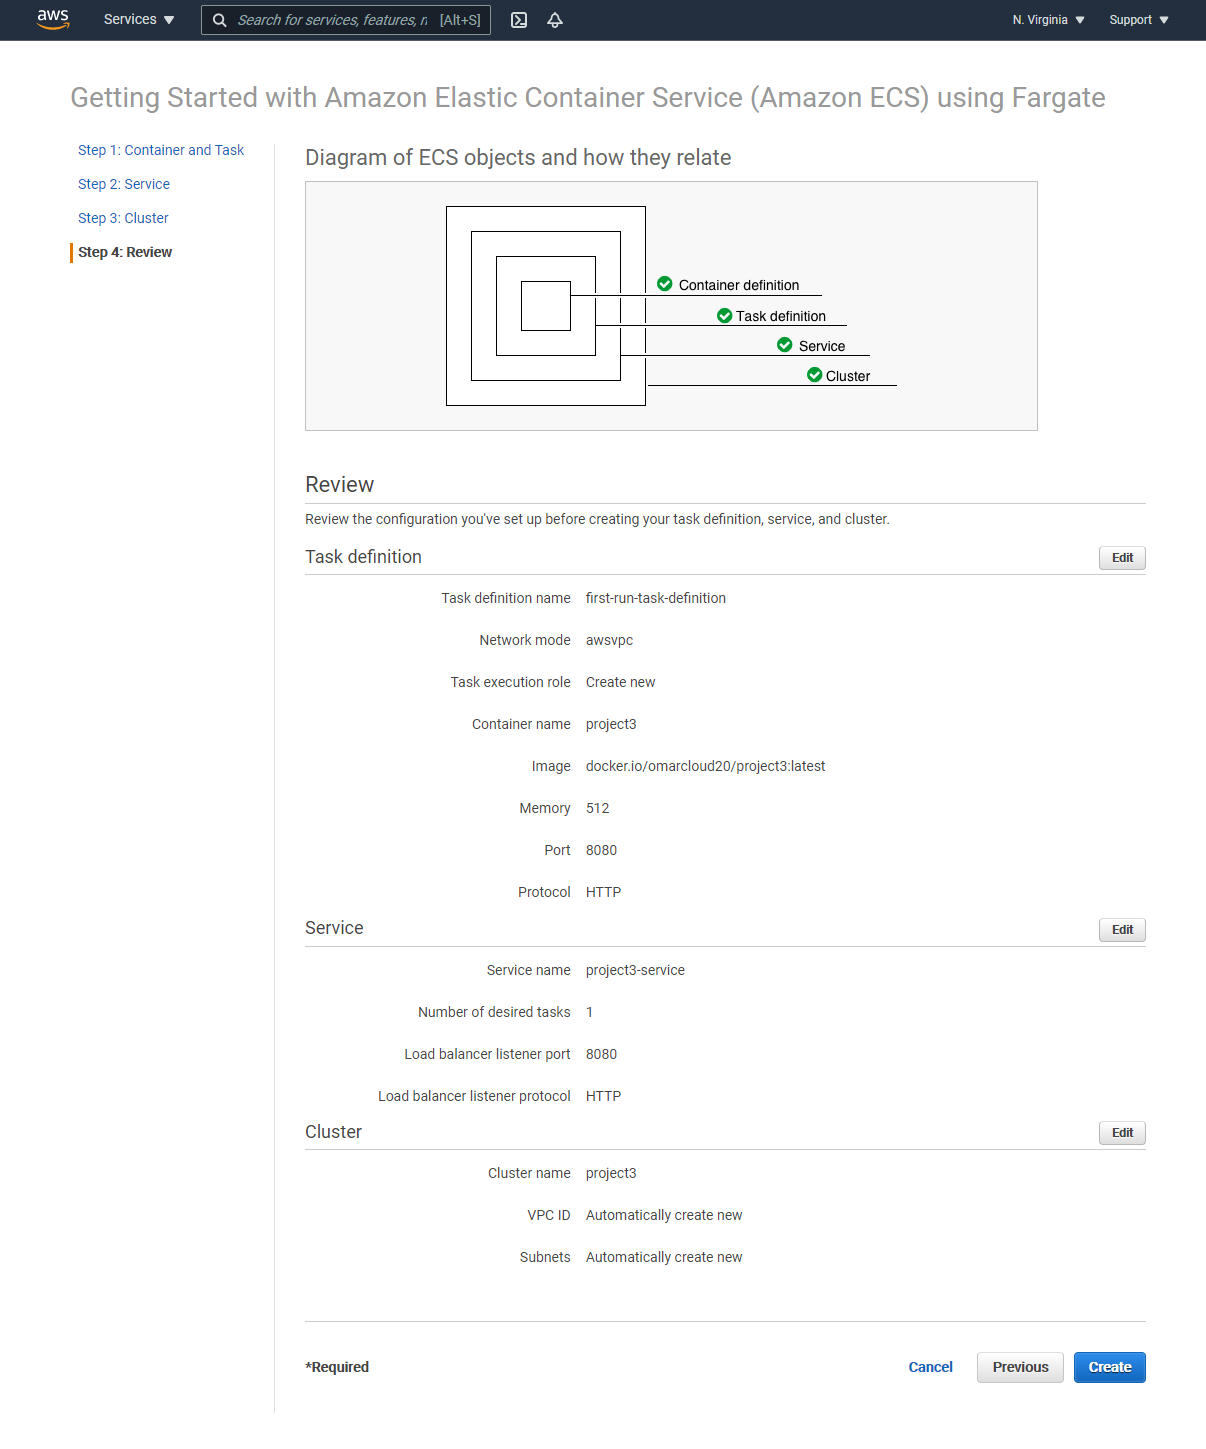 aws Services Search for services, features, [Alt+S] N. Virginia Support
Getting Started with Amazon Elastic Container Service (Amazon ECS) using Fargate
Step 1: Container and Task
Step 2: Service
Step 3: Cluster
Step 4: Review
Diagram of ECS objects and how they relate
Container definition
Task definition
Service
Cluster
Review
Review the configuration you've set up before creating your task definition, service, and cluster.
Task definition Edit
Task definition name first-run-task-definition
Network mode awsvpc
Task execution role Create new
Container name project3
Image docker.io/omarcloud20/project3:latest
Memory 512
Port 8080
Protocol HTTP
Service Edit
Service name project3-service
Number of desired tasks 1
Load balancer listener port 8080
Load balancer listener protocol HTTP
Cluster Edit
Cluster name project3
VPC ID Automatically create new
Subnets Automatically create new
*Required Cancel Previous Create